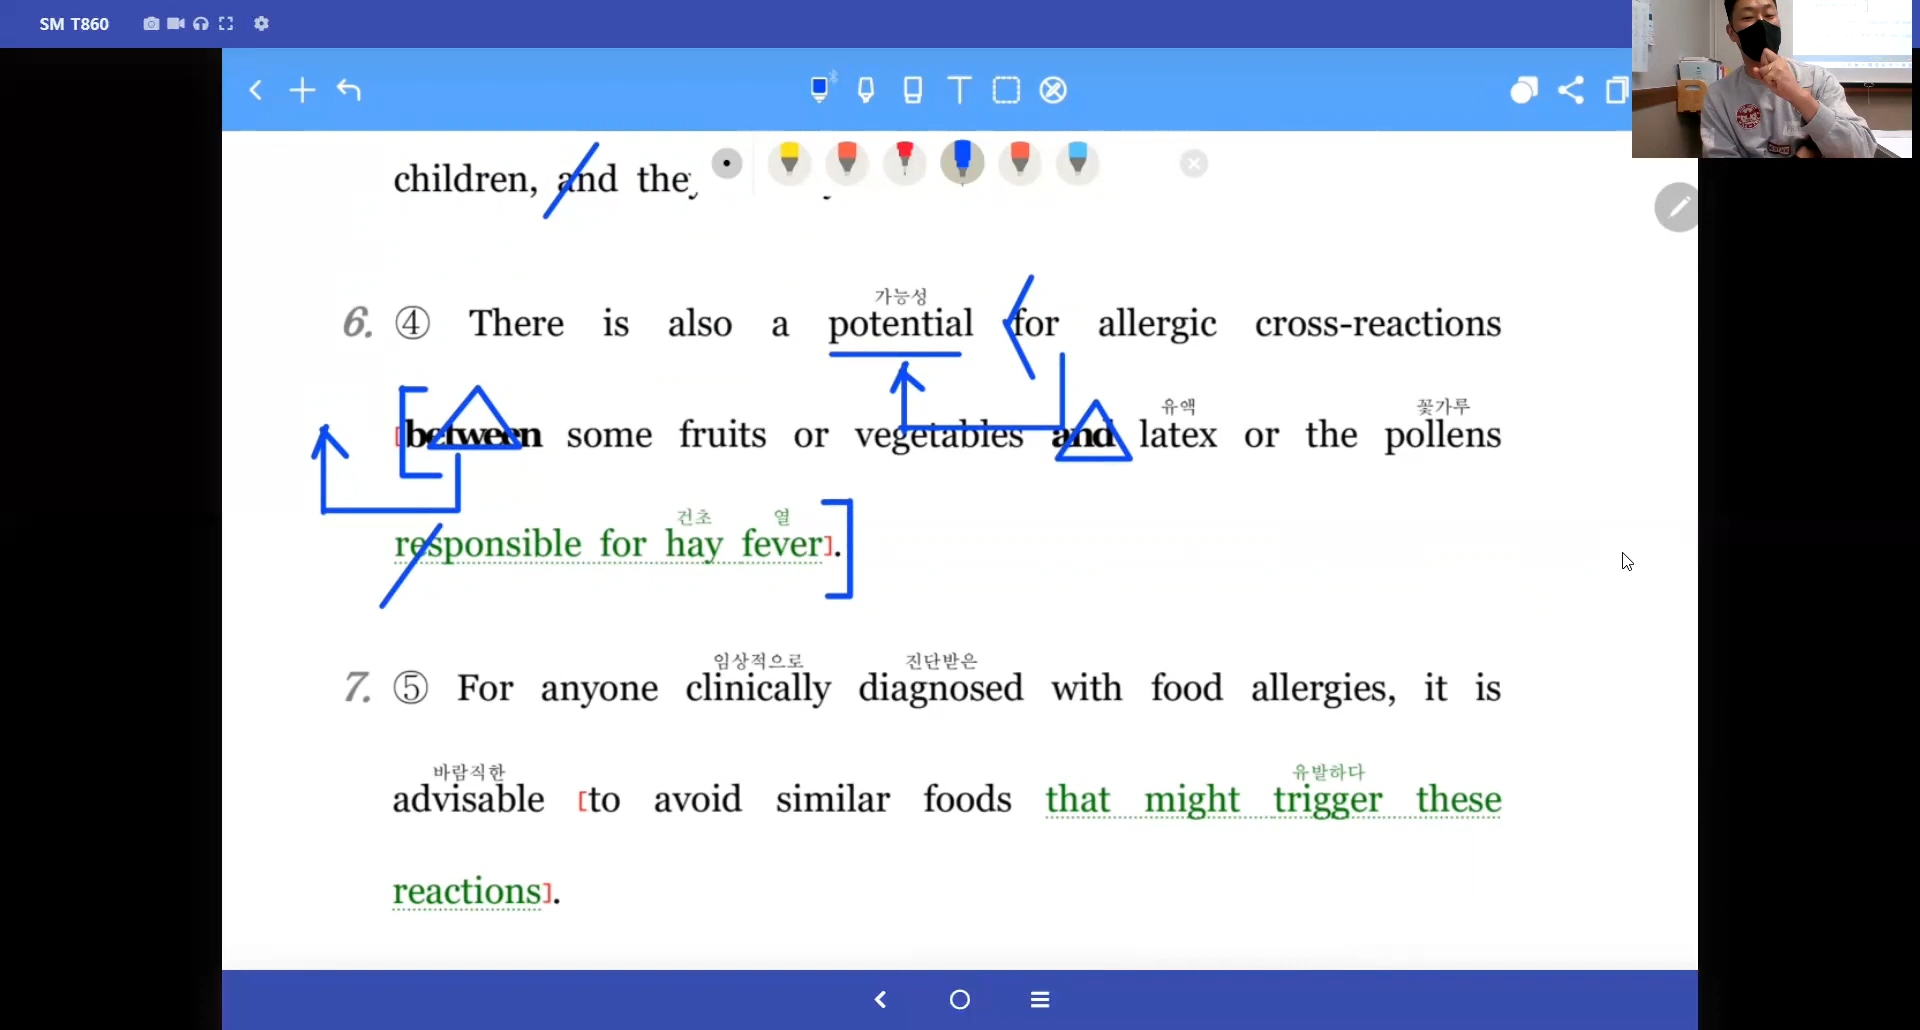 SM T860
children, and they
가능성
6. ④ There is also a potential for allergic cross-reactions
유액 꽃가루
[between some fruits or vegetables and latex or the pollens
건초 열
responsible for hay fever].
임상적으로 진단받은
7. ⑤ For anyone clinically diagnosed with food allergies, it is
바람직한 유발하다
advisable [to avoid similar foods that might trigger these
reactions].